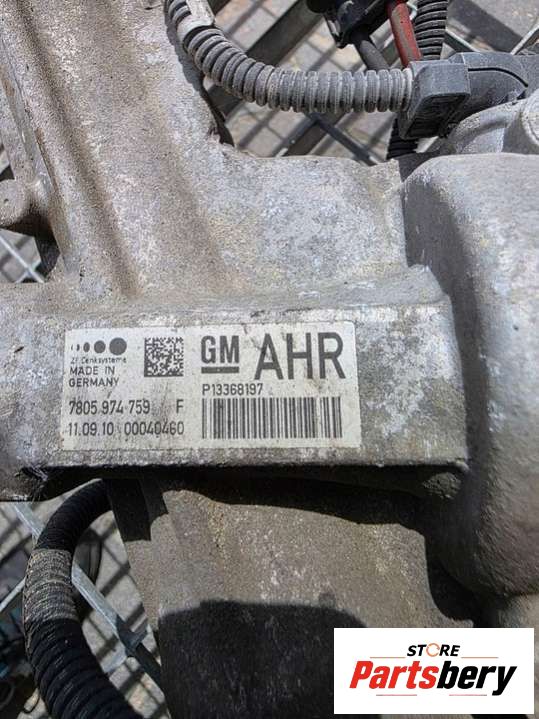 ZF Lenksysteme
MADE IN
GERMANY
GM AHR
P13368197
7805 974 759 F
11.09.10 00040460
STORE
Partsbery